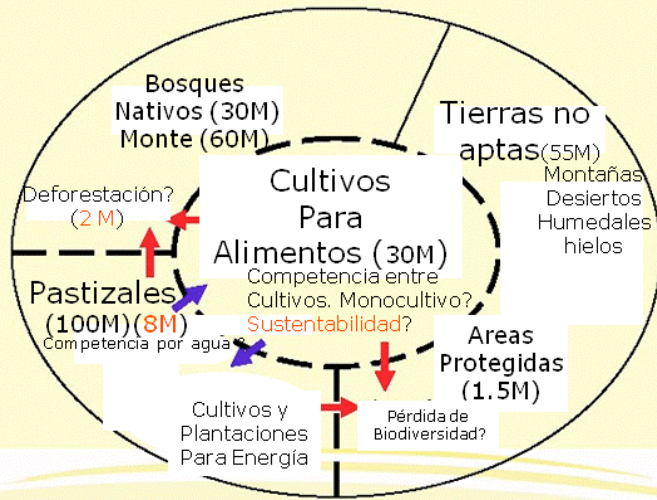 Bosques
Nativos (30M)
Monte (60M)
Tierras no
aptas(55M)
Montañas
Desiertos
Humedales
hielos
Deforestación?
(2 M)
Cultivos
Para
Alimentos (30M)
Competencia entre
Cultivos. Monocultivo?
Sustentabilidad?
Pastizales
(100M)(8M)
Competencia por agua ?
Areas
Protegidas
(1.5M)
Cultivos y
Plantaciones
Para Energía
Pérdida de
Biodiversidad?